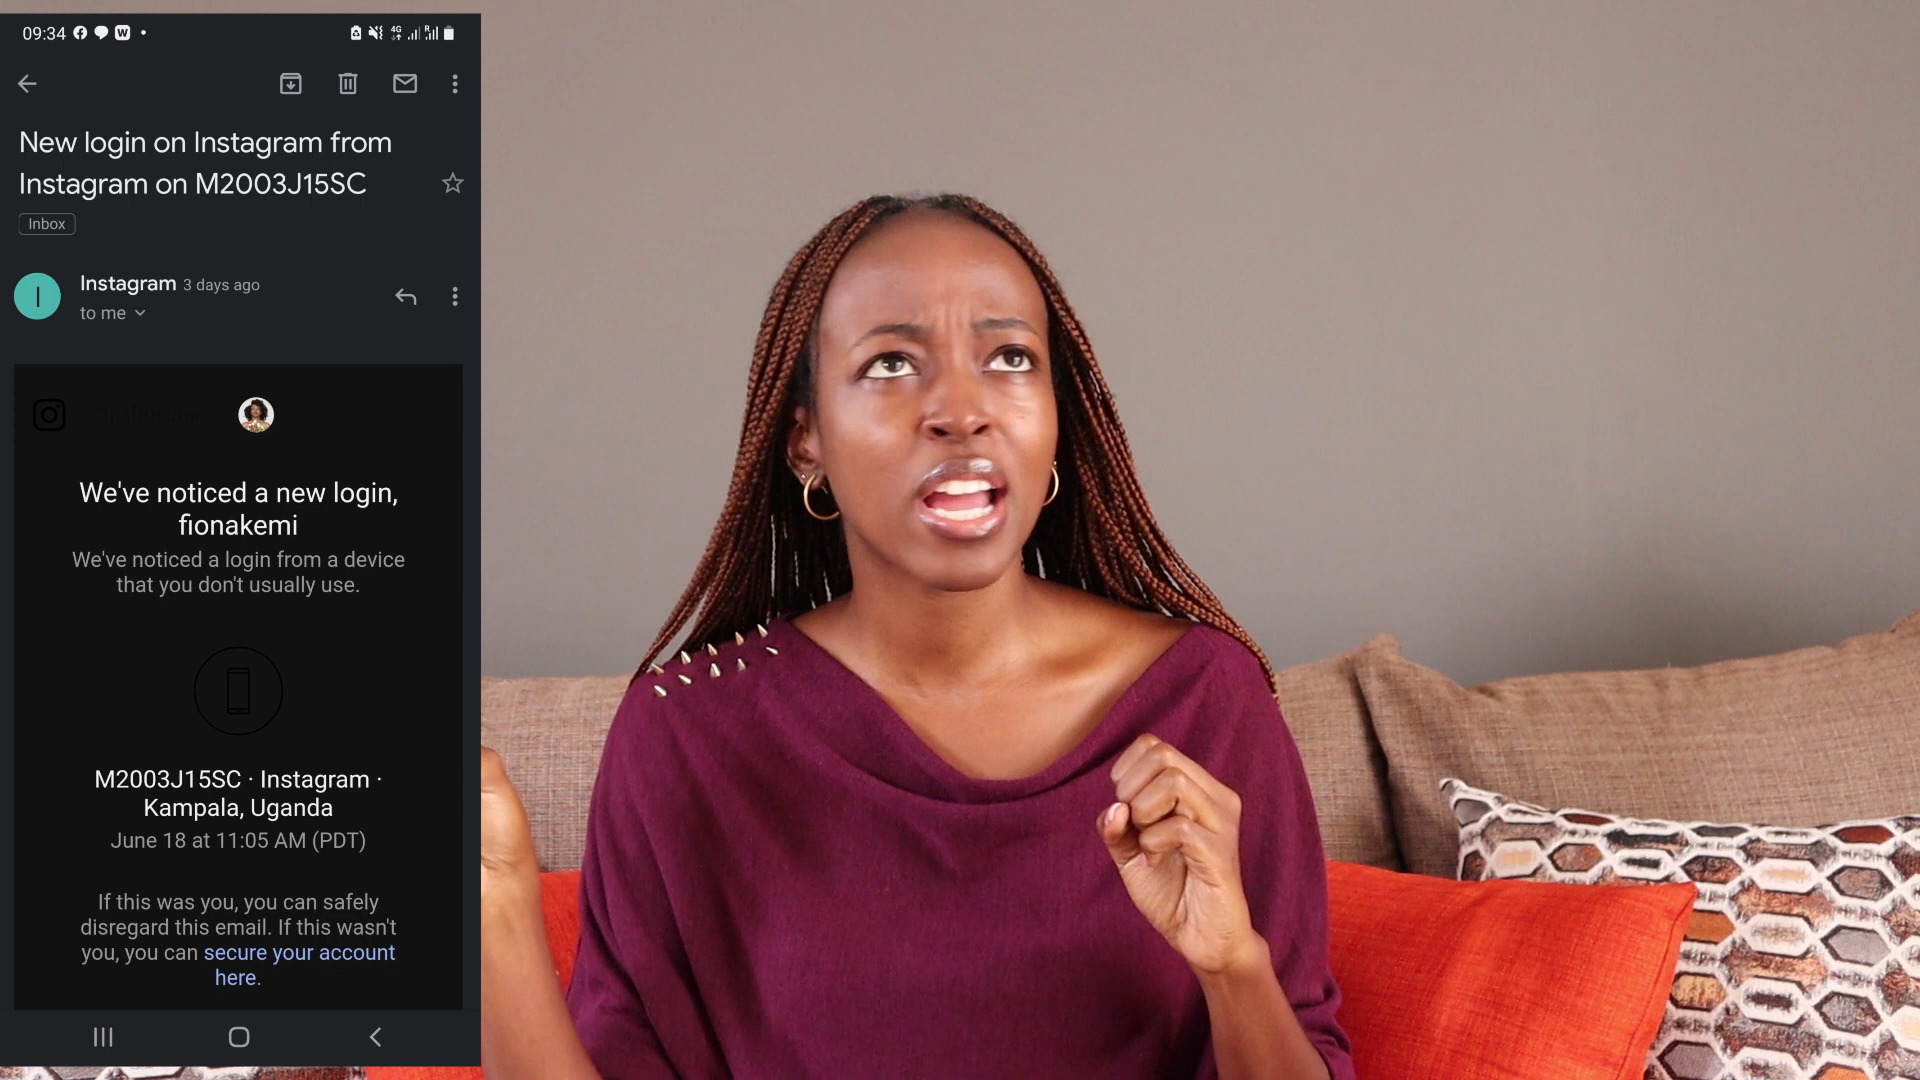 09:34
4G
R
New login on Instagram from
Instagram on M2003J15SC
Inbox
I
Instagram 3 days ago
to me
Instagram
We've noticed a new login,
fionakemi
We've noticed a login from a device
that you don't usually use.
M2003J15SC · Instagram ·
Kampala, Uganda
June 18 at 11:05 AM (PDT)
If this was you, you can safely
disregard this email. If this wasn't
you, you can secure your account
here.